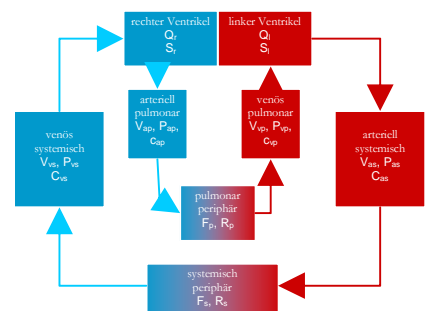 rechter Ventrikel
Qr
Sr
linker Ventrikel
Ql
Sl
arteriell
pulmonar
Vap, Pap,
cap
venös
pulmonar
Vvp, Pvp,
cvp
venös
systemisch
Vvs, Pvs
Cvs
arteriell
systemisch
Vas, Pas
Cas
pulmonar
periphär
Fp, Rp
systemisch
periphär
Fs, Rs